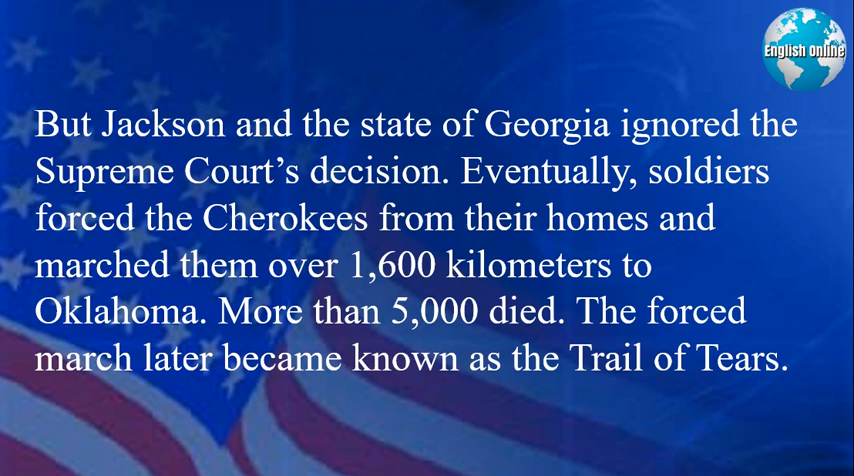 English Online
But Jackson and the state of Georgia ignored the
Supreme Court’s decision. Eventually, soldiers
forced the Cherokees from their homes and
marched them over 1,600 kilometers to
Oklahoma. More than 5,000 died. The forced
march later became known as the Trail of Tears.